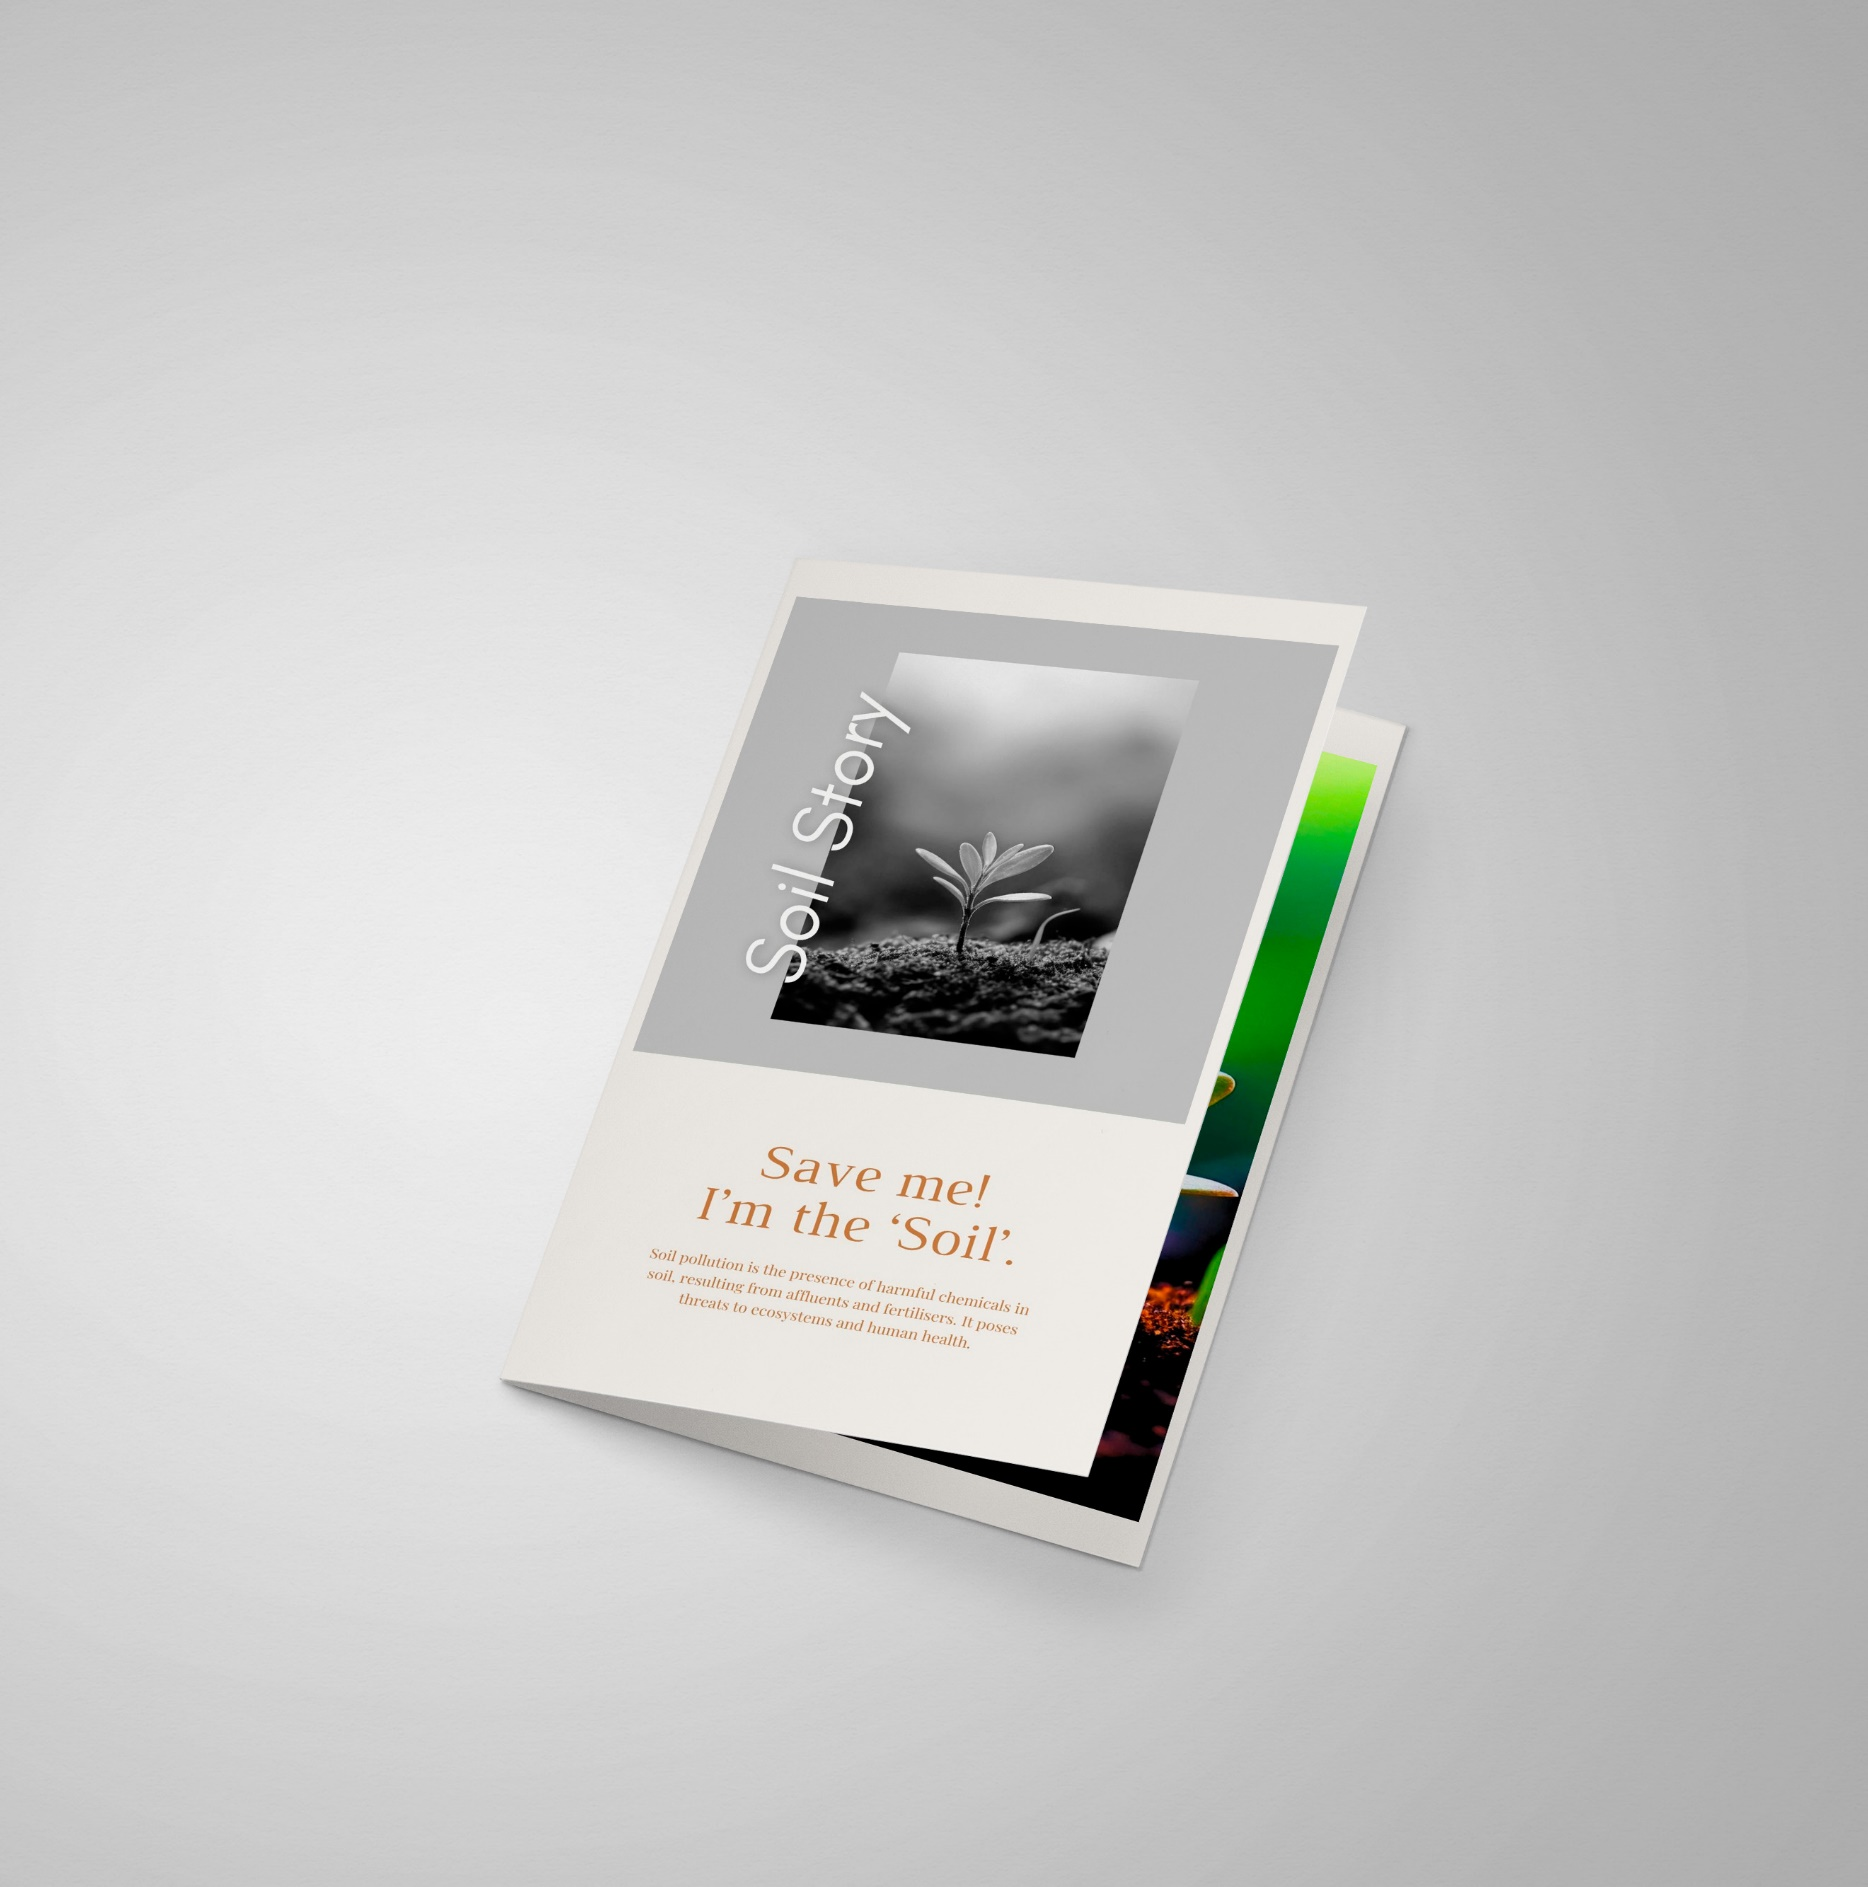 Soil Story
Save me!
I'm the ‘Soil’.
Soil pollution is the presence of harmful chemicals in
soil, resulting from affluents and fertilisers. It poses
threats to ecosystems and human health.